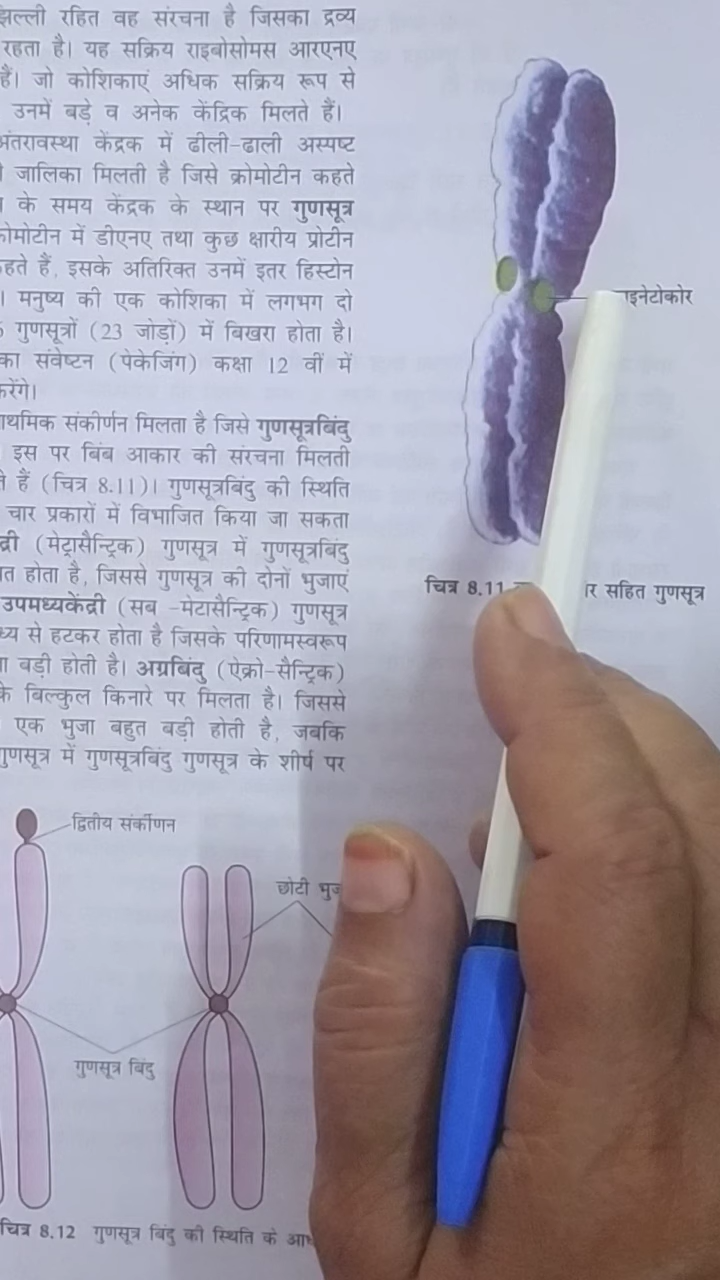 झिल्ली रहित वह संरचना है जिसका द्रव्य
रहता है। यह सक्रिय राइबोसोमस आरएनए
हैं। जो कोशिकाएं अधिक सक्रिय रूप से
उनमें बड़े व अनेक केंद्रिक मिलते हैं।
अंतरावस्था केंद्रक में ढीली-ढाली अस्पष्ट
जालिका मिलती है जिसे क्रोमोटीन कहते
के समय केंद्रक के स्थान पर गुणसूत्र
में डीएनए तथा कुछ क्षारीय प्रोटीन
कहते हैं, इसके अतिरिक्त उनमें इतर हिस्टोन
। मनुष्य की एक कोशिका में लगभग दो
गुणसूत्रों (23 जोड़ों) में बिखरा होता है।
का संवेष्टन (पेकेजिंग) कक्षा 12 वीं में
करेंगे।
संकीर्णन मिलता है जिसे गुणसूत्रबिंदु
इस पर बिंब आकार की संरचना मिलती
हैं (चित्र 8.11)। गुणसूत्रबिंदु की स्थिति
चार प्रकारों में विभाजित किया जा सकता
(मेट्रासैन्ट्रिक) गुणसूत्र में गुणसूत्रबिंदु
होता है, जिससे गुणसूत्र की दोनों भुजाएं
उपमध्यकेंद्री (सब -मेटासैन्ट्रिक) गुणसूत्र
से हटकर होता है जिसके परिणामस्वरूप
बड़ी होती है। अग्रबिंदु (ऐक्रो-सैन्ट्रिक)
के बिल्कुल किनारे पर मिलता है। जिससे
एक भुजा बहुत बड़ी होती है, जबकि
गुणसूत्र में गुणसूत्रबिंदु गुणसूत्र के शीर्ष पर
इनेटोकोर
चित्र 8.11
सहित गुणसूत्र
द्वितीय संर्कीणन
छोटी
गुणसूत्र बिंदु
चित्र 8.12 गुणसूत्र बिंदु की स्थिति के